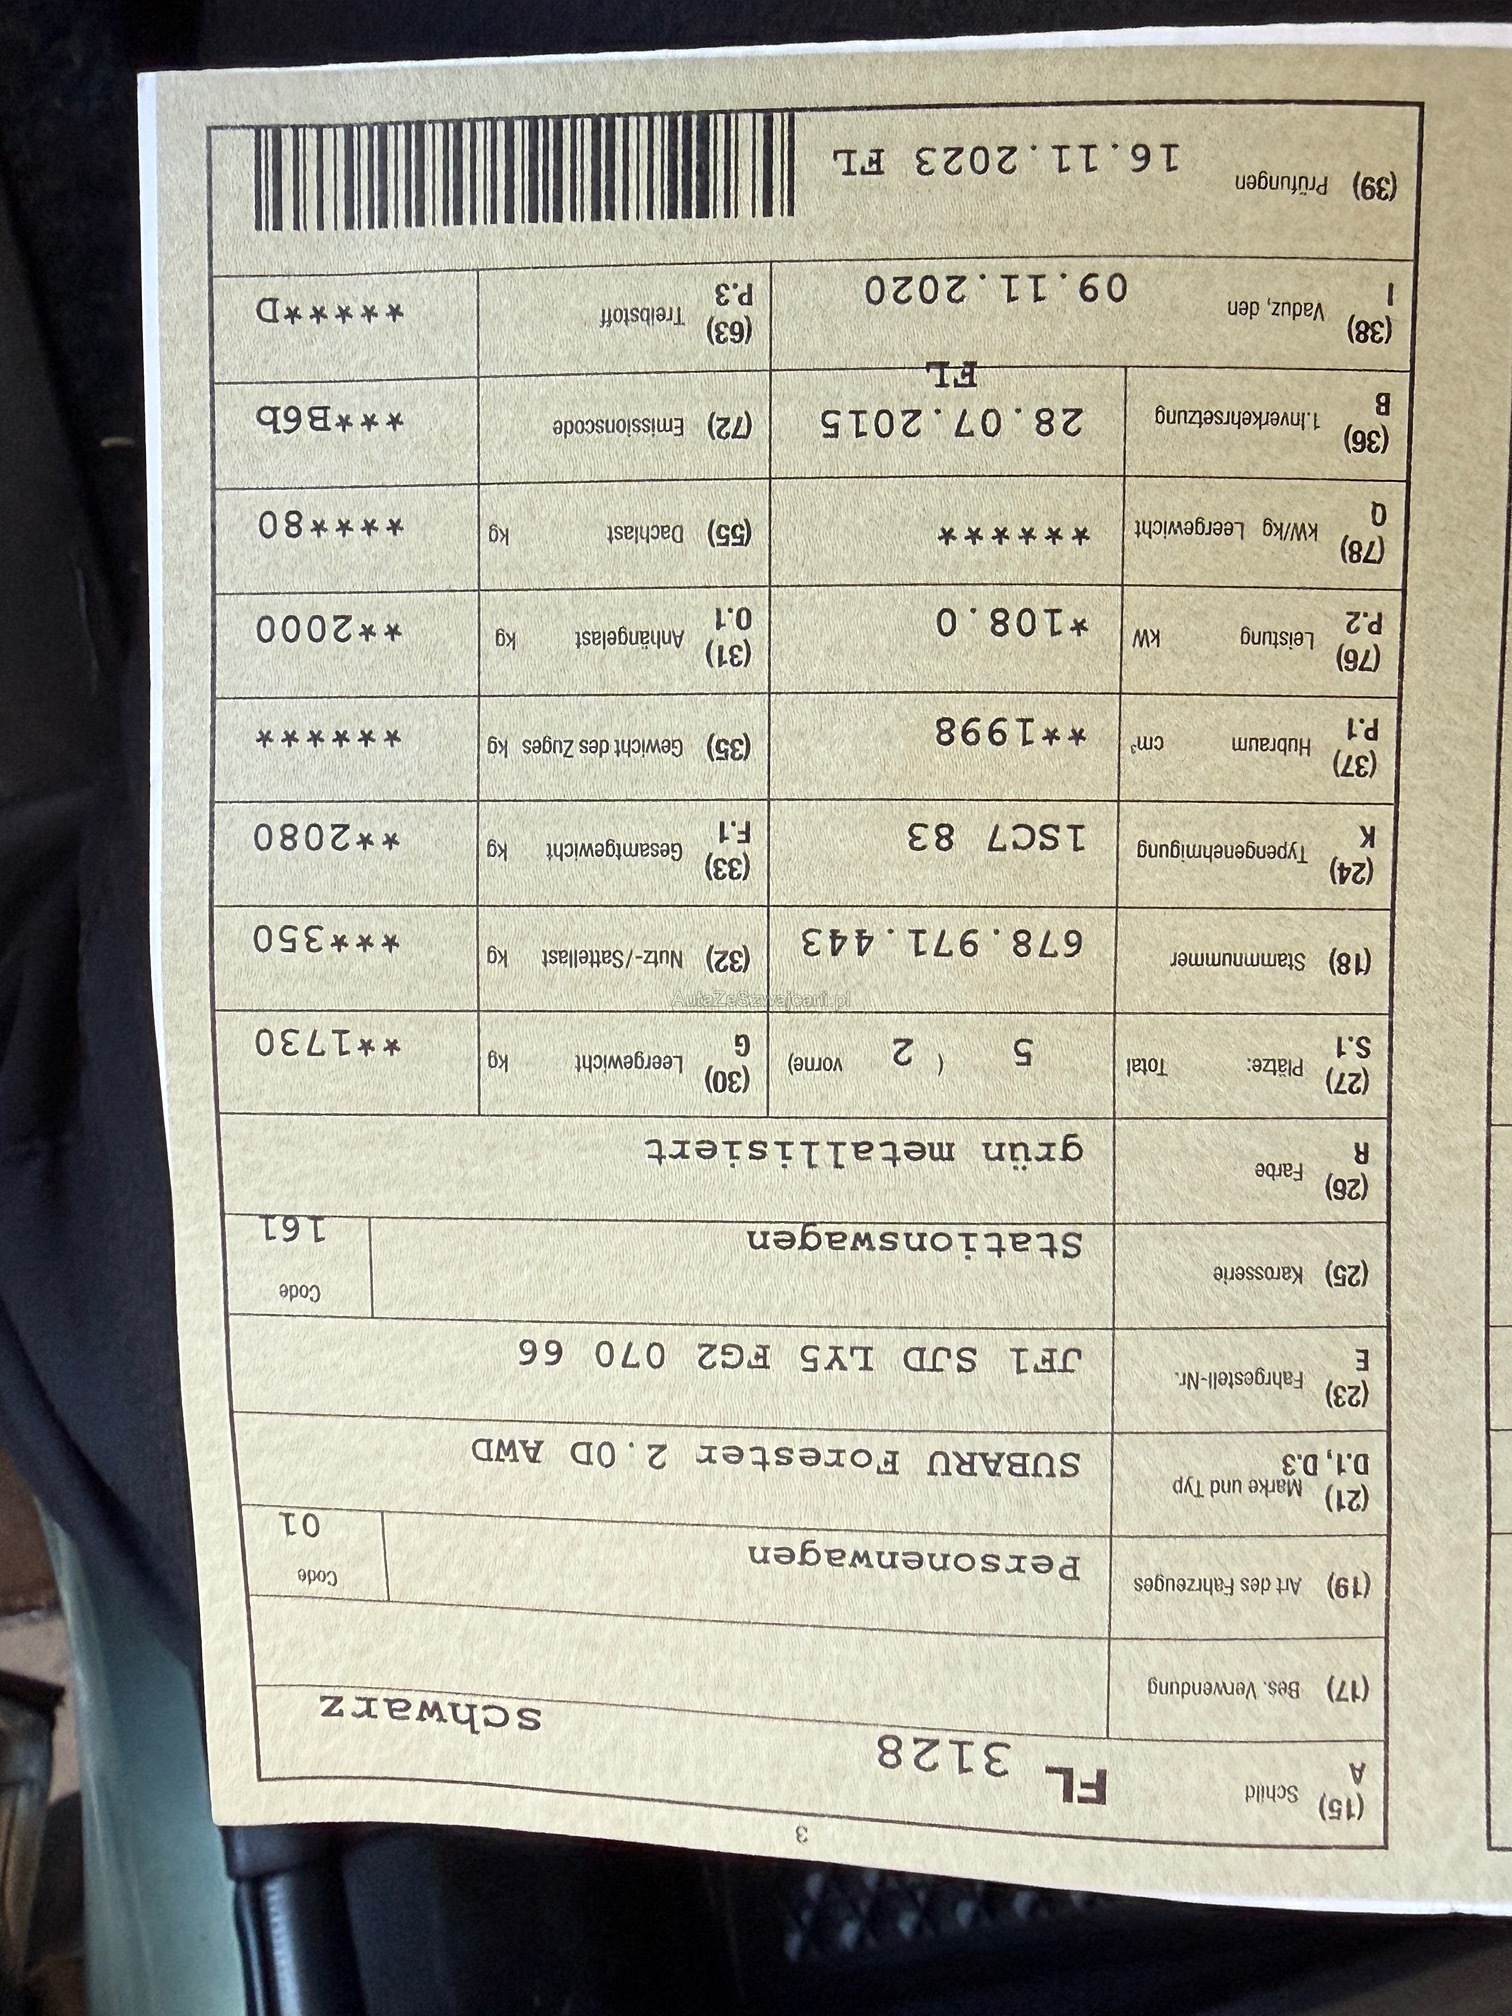 3
(15) Schild FL 3128 schwarz
A
(17) Bes. Verwendung
(19) Art des Fahrzeuges Personenwagen Code 01
(21) Marke und Typ SUBARU Forester 2.0D AWD
D.1, D.3
(23) Fahrgestell-Nr. JF1 SJD LY5 FG2 070 66
E
(25) Karosserie Stationswagen Code 161
(26) Farbe grün metallisiert
R
(27) Plätze: Total 5 ( 2 vorne) (30) Leergewicht kg **1730
S.1 G
(18) Stammnummer 678.971.443 (32) Nutz-/Sattellast kg ***350
(24) Typengenehmigung 1SC7 83 (33) Gesamtgewicht kg **2080
K F.1
(37) Hubraum cm³ **1998 (35) Gewicht des Zuges kg ******
P.1
(76) Leistung kW *108.0 (31) Anhängelast kg **2000
P.2 0.1
(78) kW/kg Leergewicht ****** (55) Dachlast kg ****80
Q
(36) 1.Inverkehrsetzung 28.07.2015 (72) Emissionscode ***B6b
B FL
(38) Vaduz, den 09.11.2020 (63) Treibstoff *****D
I P.3
(39) Prüfungen 16.11.2023 FL
AutaZeSzwajcarii.pl